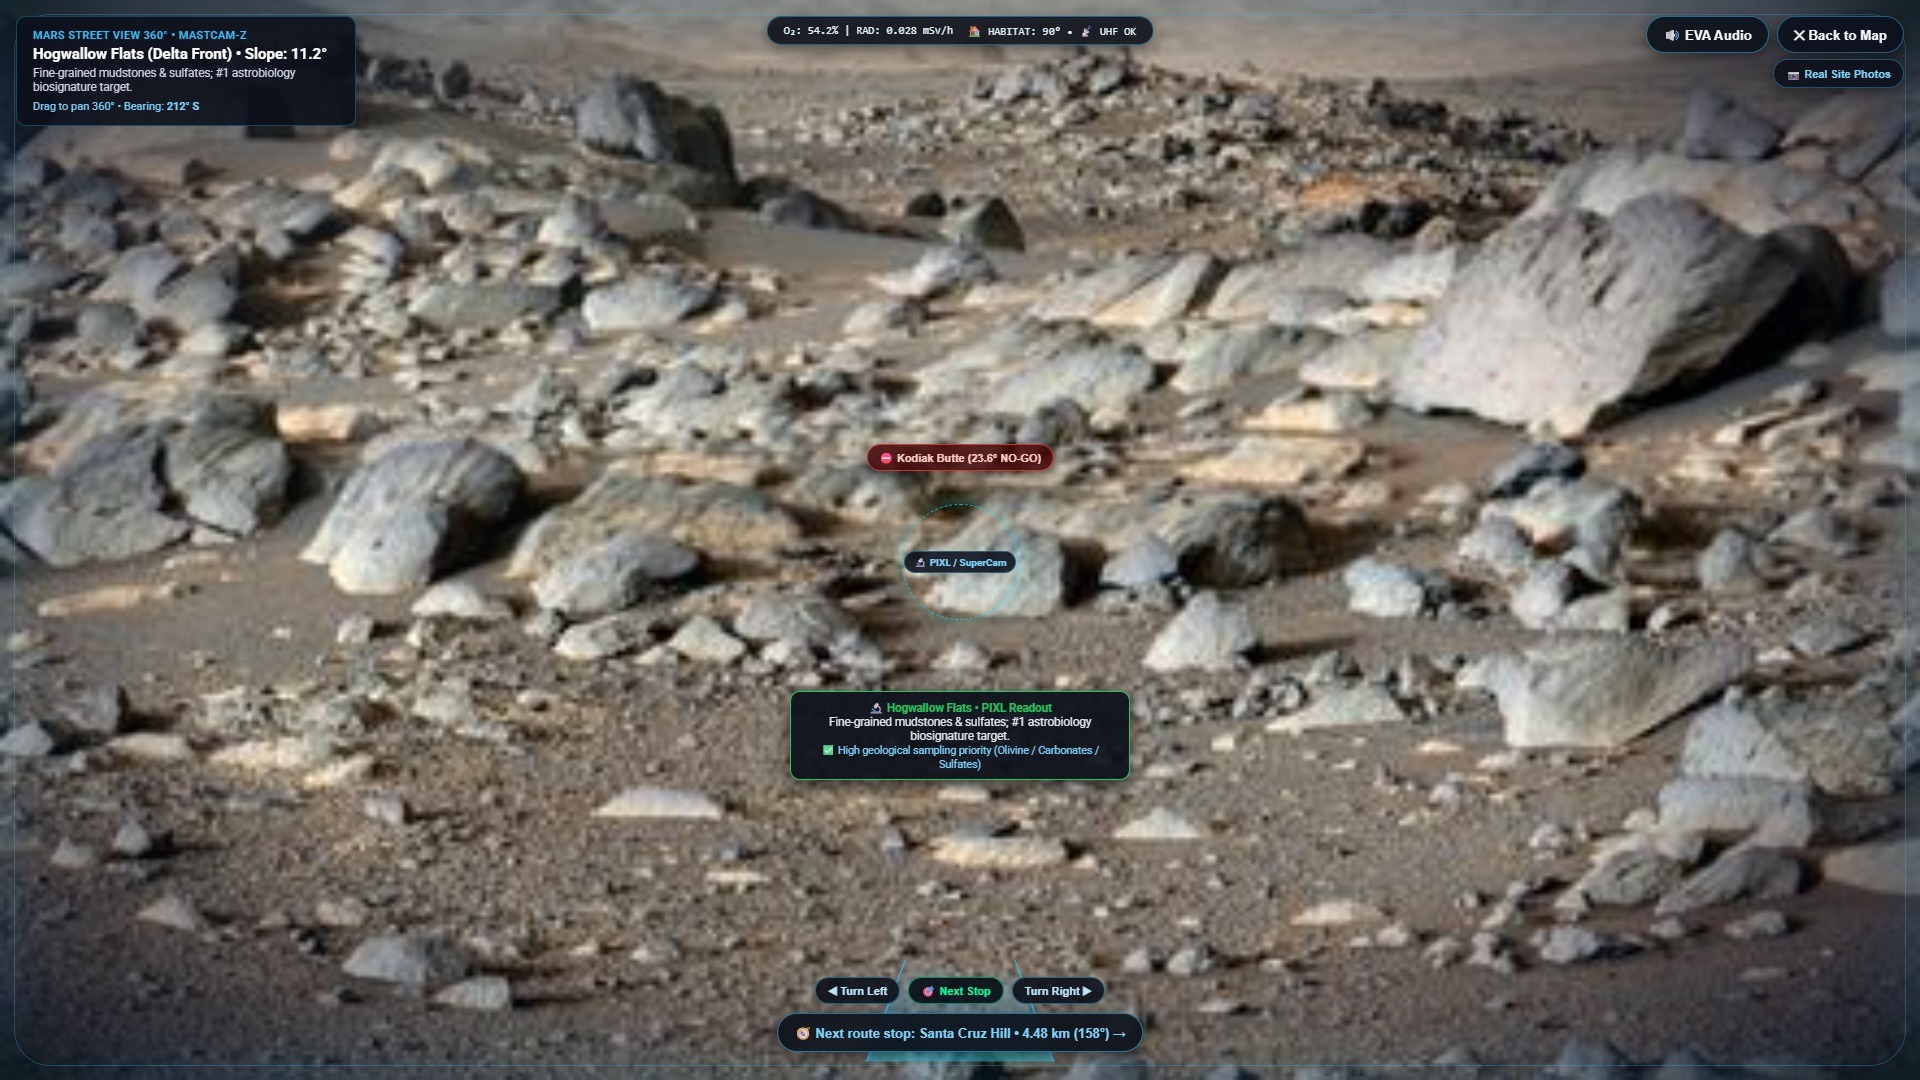 MARS STREET VIEW 360° • MASTCAM-Z
Hogwallow Flats (Delta Front) • Slope: 11.2°
Fine-grained mudstones & sulfates; #1 astrobiology
biosignature target.
Drag to pan 360° • Bearing: 212° S
O₂: 54.2% | RAD: 0.028 mSv/h 🏠 HABITAT: 90° • 📡 UHF OK
🔊 EVA Audio
✕ Back to Map
📷 Real Site Photos
⛔ Kodiak Butte (23.6° NO-GO)
🔬 PIXL / SuperCam
🔬 Hogwallow Flats • PIXL Readout
Fine-grained mudstones & sulfates; #1 astrobiology
biosignature target.
✅ High geological sampling priority (Olivine / Carbonates /
Sulfates)
◀ Turn Left
🎯 Next Stop
Turn Right ▶
🧭 Next route stop: Santa Cruz Hill • 4.48 km (158°) →